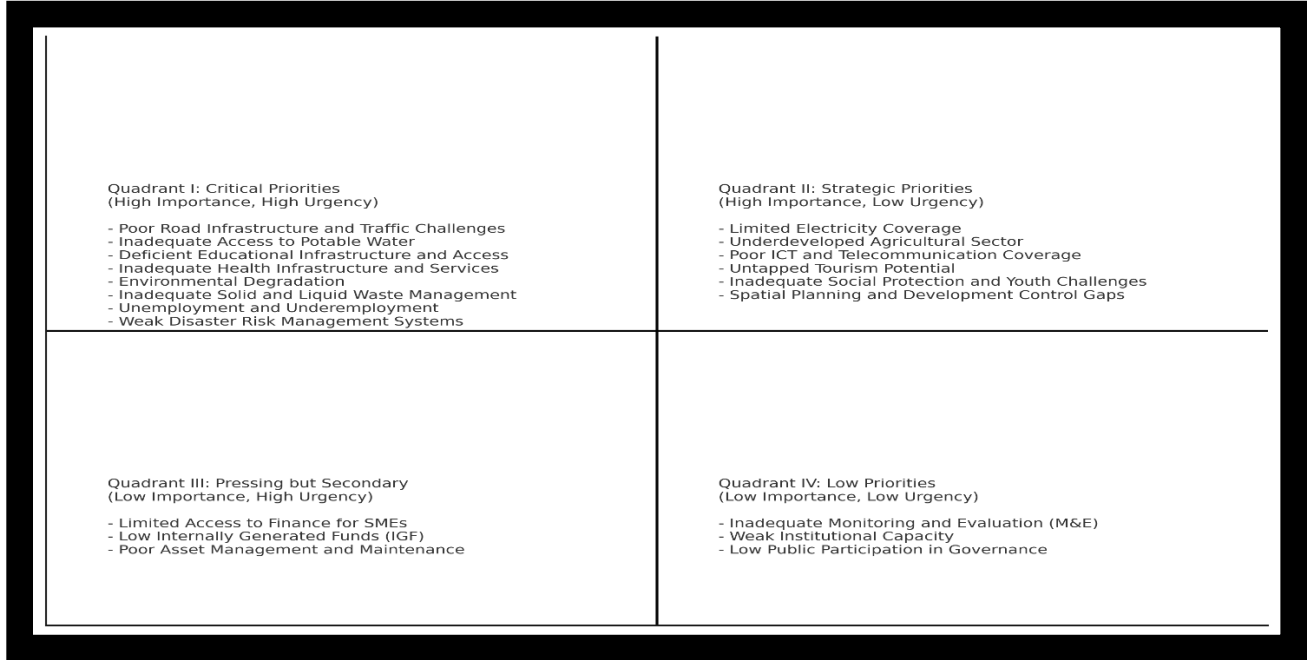 Quadrant I: Critical Priorities
(High Importance, High Urgency)
- Poor Road Infrastructure and Traffic Challenges
- Inadequate Access to Potable Water
- Deficient Educational Infrastructure and Access
- Inadequate Health Infrastructure and Services
- Environmental Degradation
- Inadequate Solid and Liquid Waste Management
- Unemployment and Underemployment
- Weak Disaster Risk Management Systems
Quadrant II: Strategic Priorities
(High Importance, Low Urgency)
- Limited Electricity Coverage
- Underdeveloped Agricultural Sector
- Poor ICT and Telecommunication Coverage
- Untapped Tourism Potential
- Inadequate Social Protection and Youth Challenges
- Spatial Planning and Development Control Gaps
Quadrant III: Pressing but Secondary
(Low Importance, High Urgency)
- Limited Access to Finance for SMEs
- Low Internally Generated Funds (IGF)
- Poor Asset Management and Maintenance
Quadrant IV: Low Priorities
(Low Importance, Low Urgency)
- Inadequate Monitoring and Evaluation (M&E)
- Weak Institutional Capacity
- Low Public Participation in Governance